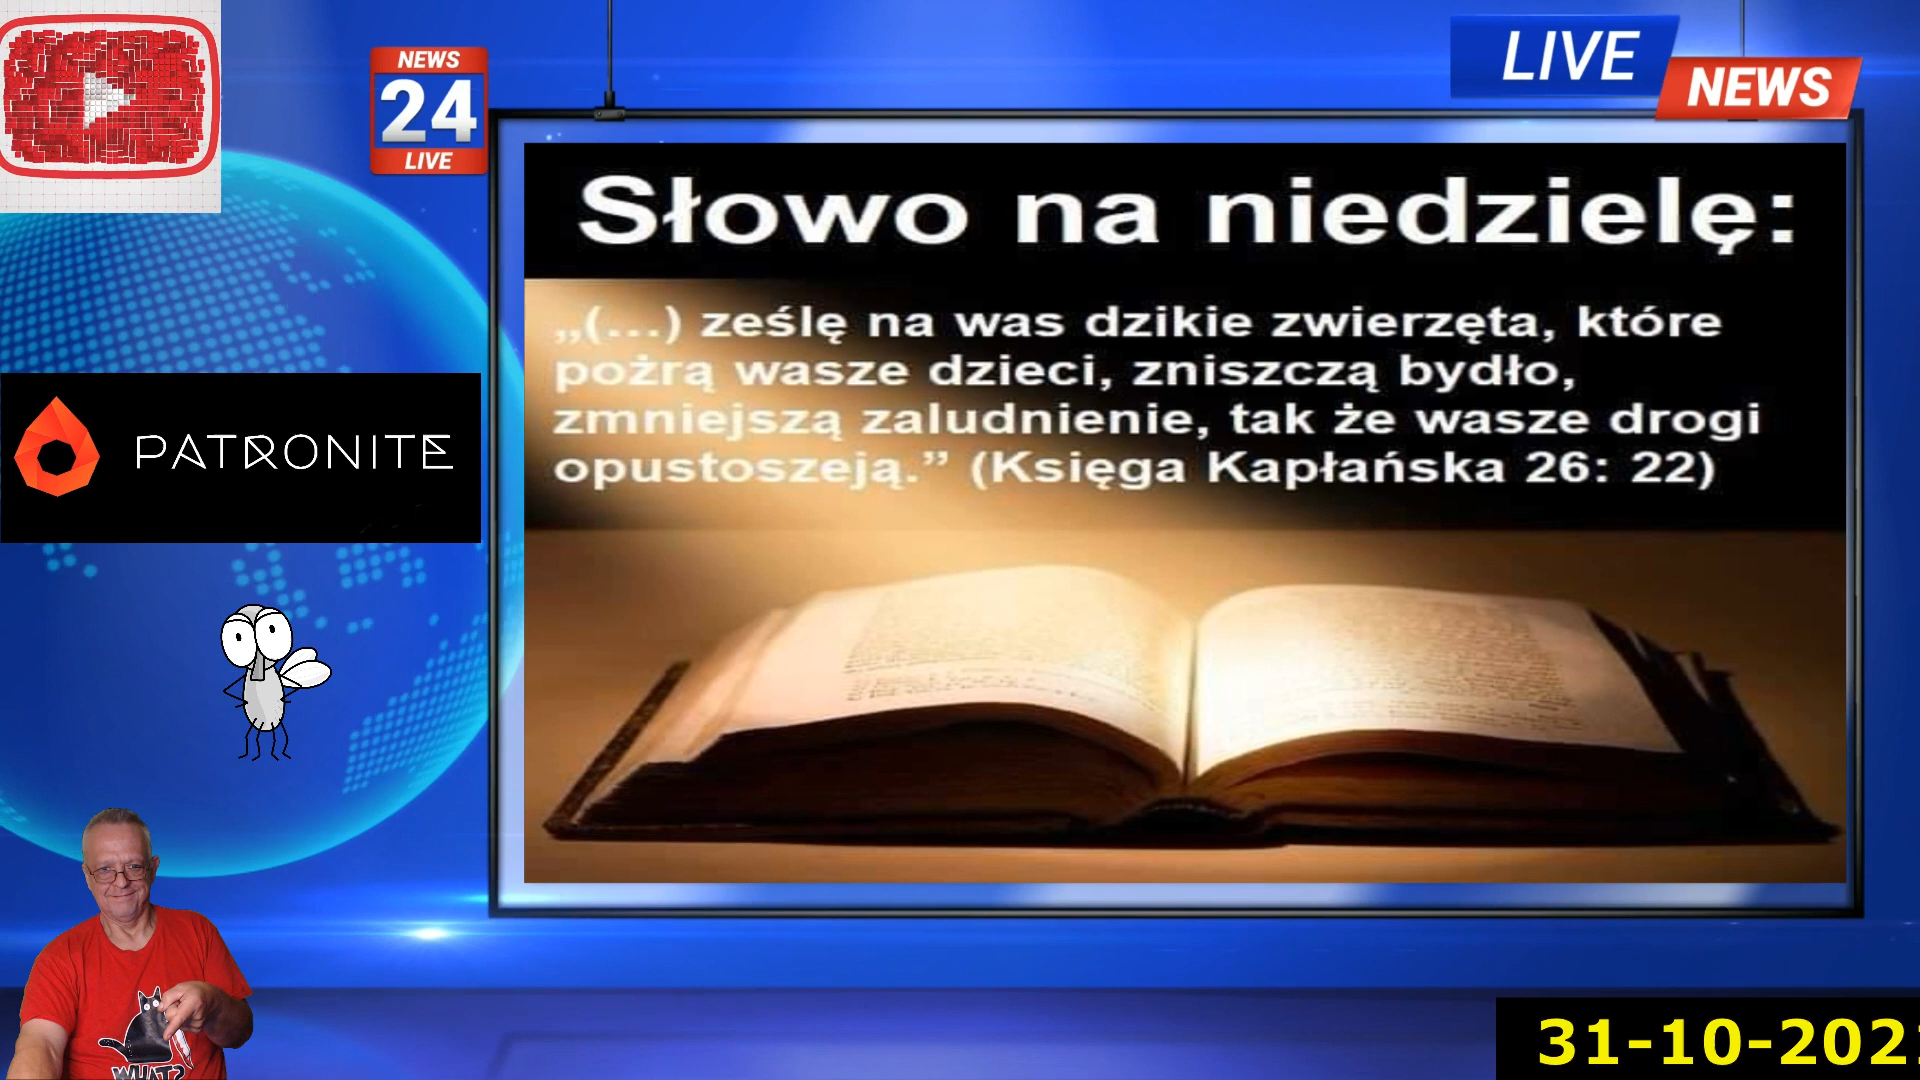 NEWS
24
LIVE
LIVE
NEWS
Słowo na niedzielę:
„(...) ześlę na was dzikie zwierzęta, które
pożrą wasze dzieci, zniszczą bydło,
zmniejszą zaludnienie, tak że wasze drogi
opustoszeją.” (Księga Kapłańska 26: 22)
PATRONITE
WHAT?
31-10-202